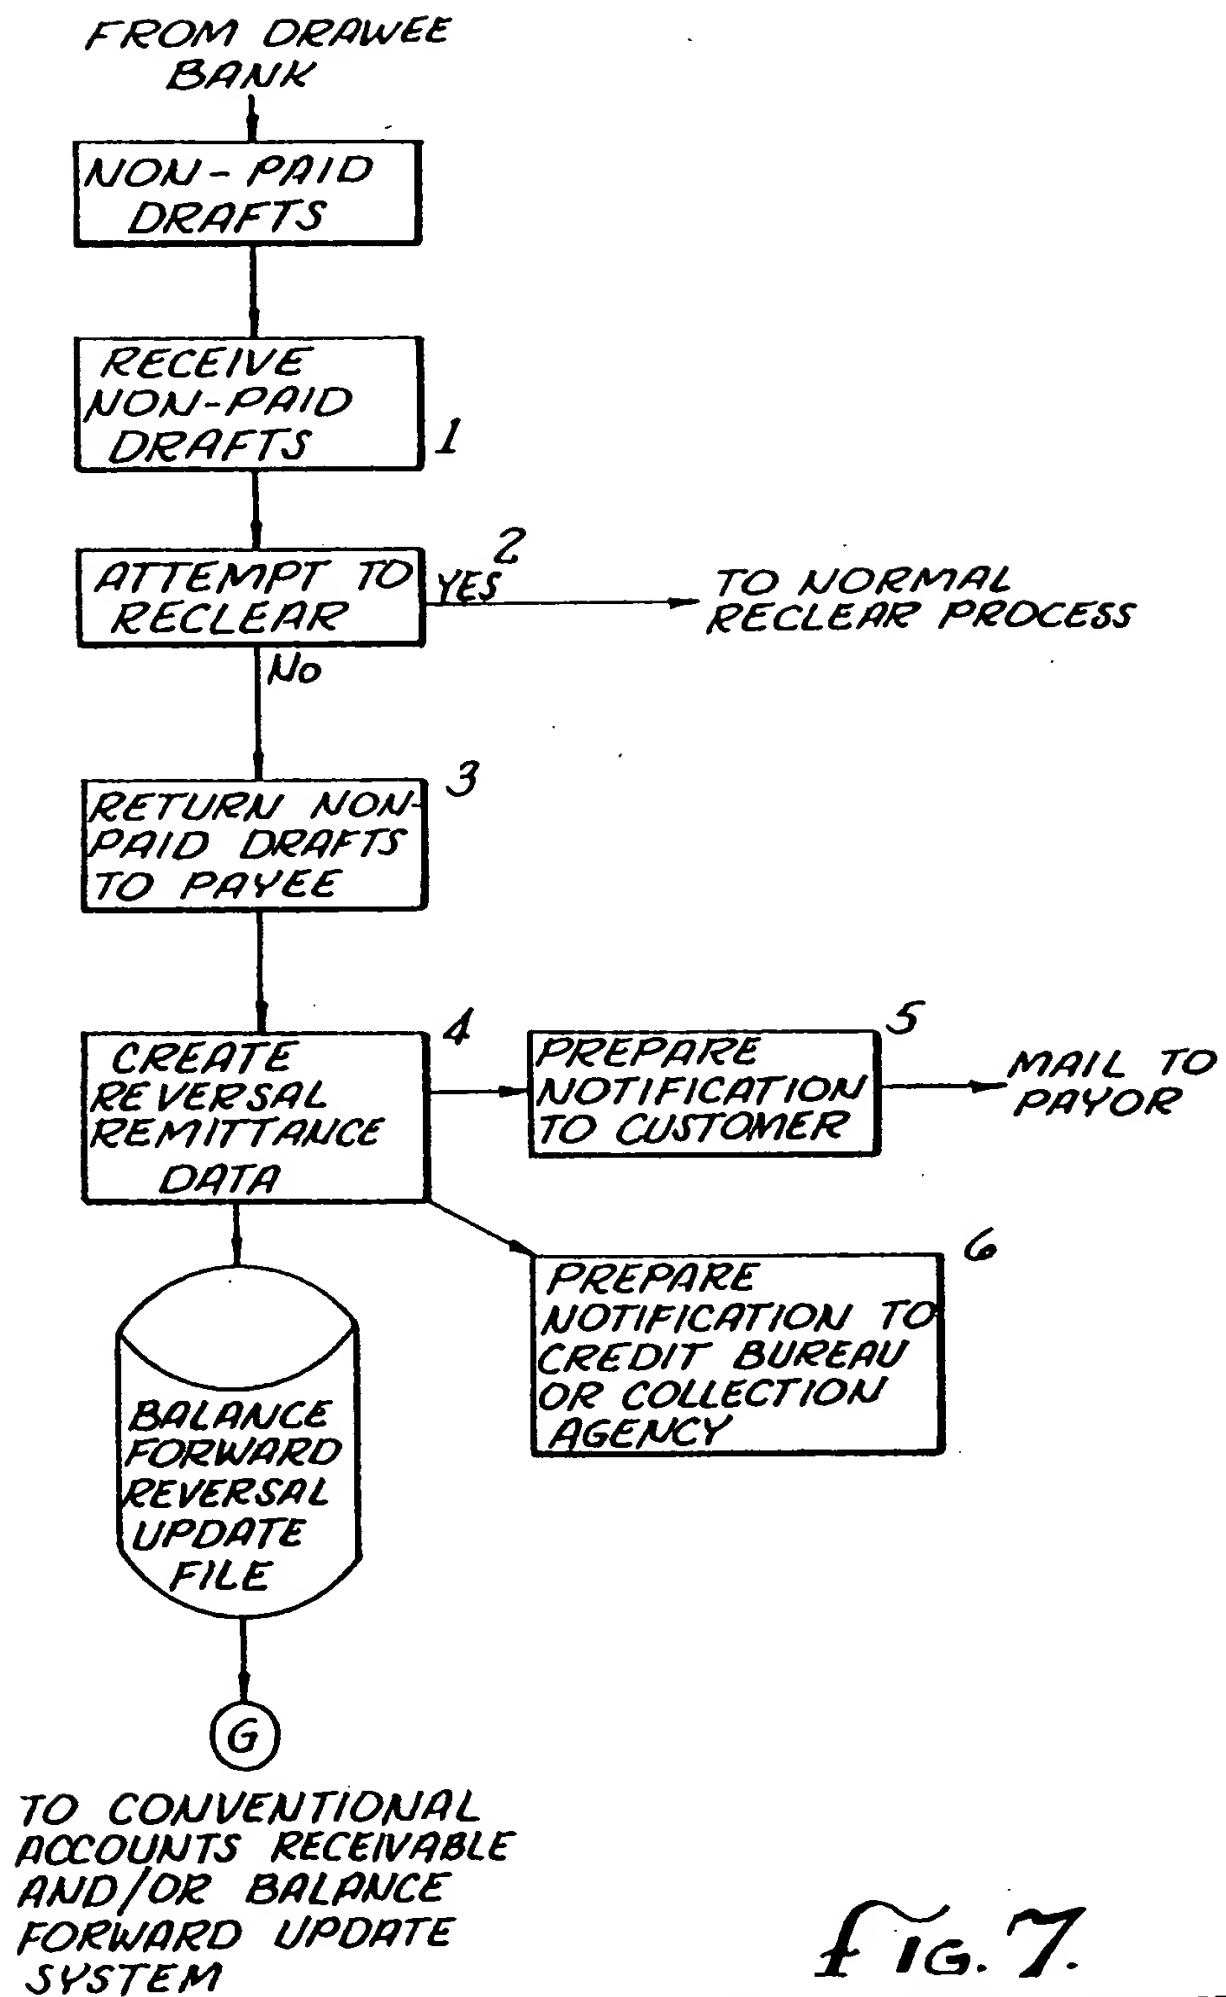 FROM DRAWEE
BANK
NON-PAID
DRAFTS
RECEIVE
NON-PAID
DRAFTS
1
ATTEMPT TO
RECLEAR
2
YES
TO NORMAL
RECLEAR PROCESS
NO
RETURN NON-
PAID DRAFTS
TO PAYEE
3
CREATE
REVERSAL
REMITTANCE
DATA
4
PREPARE
NOTIFICATION
TO CUSTOMER
5
MAIL TO
PAYOR
PREPARE
NOTIFICATION TO
CREDIT BUREAU
OR COLLECTION
AGENCY
6
BALANCE
FORWARD
REVERSAL
UPDATE
FILE
G
TO CONVENTIONAL
ACCOUNTS RECEIVABLE
AND/OR BALANCE
FORWARD UPDATE
SYSTEM
FIG. 7.